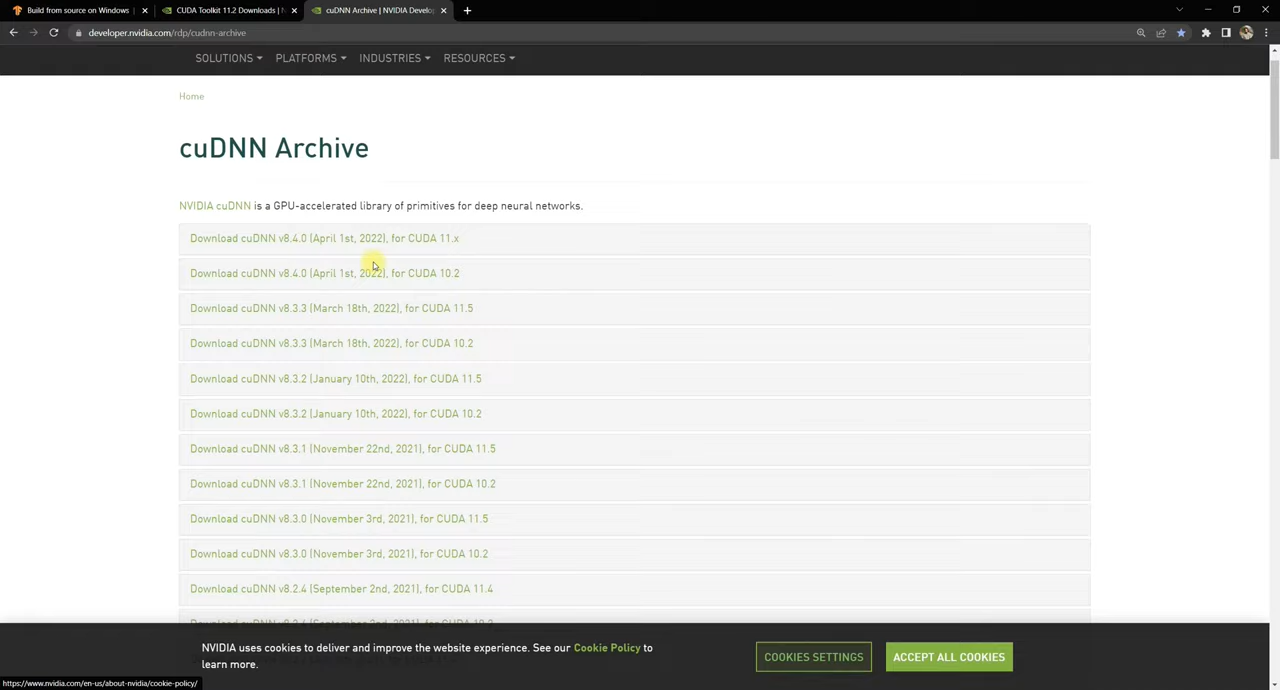 Build from source on Windows
CUDA Toolkit 11.2 Downloads | N
cuDNN Archive | NVIDIA Develo
developer.nvidia.com/rdp/cudnn-archive
SOLUTIONS PLATFORMS INDUSTRIES RESOURCES
Home
cuDNN Archive
NVIDIA cuDNN is a GPU-accelerated library of primitives for deep neural networks.
Download cuDNN v8.4.0 (April 1st, 2022), for CUDA 11.x
Download cuDNN v8.4.0 (April 1st, 2022), for CUDA 10.2
Download cuDNN v8.3.3 (March 18th, 2022), for CUDA 11.5
Download cuDNN v8.3.3 (March 18th, 2022), for CUDA 10.2
Download cuDNN v8.3.2 (January 10th, 2022), for CUDA 11.5
Download cuDNN v8.3.2 (January 10th, 2022), for CUDA 10.2
Download cuDNN v8.3.1 (November 22nd, 2021), for CUDA 11.5
Download cuDNN v8.3.1 (November 22nd, 2021), for CUDA 10.2
Download cuDNN v8.3.0 (November 3rd, 2021), for CUDA 11.5
Download cuDNN v8.3.0 (November 3rd, 2021), for CUDA 10.2
Download cuDNN v8.2.4 (September 2nd, 2021), for CUDA 11.4
NVIDIA uses cookies to deliver and improve the website experience. See our Cookie Policy to
learn more.
COOKIES SETTINGS
ACCEPT ALL COOKIES
https://www.nvidia.com/en-us/about-nvidia/cookie-policy/